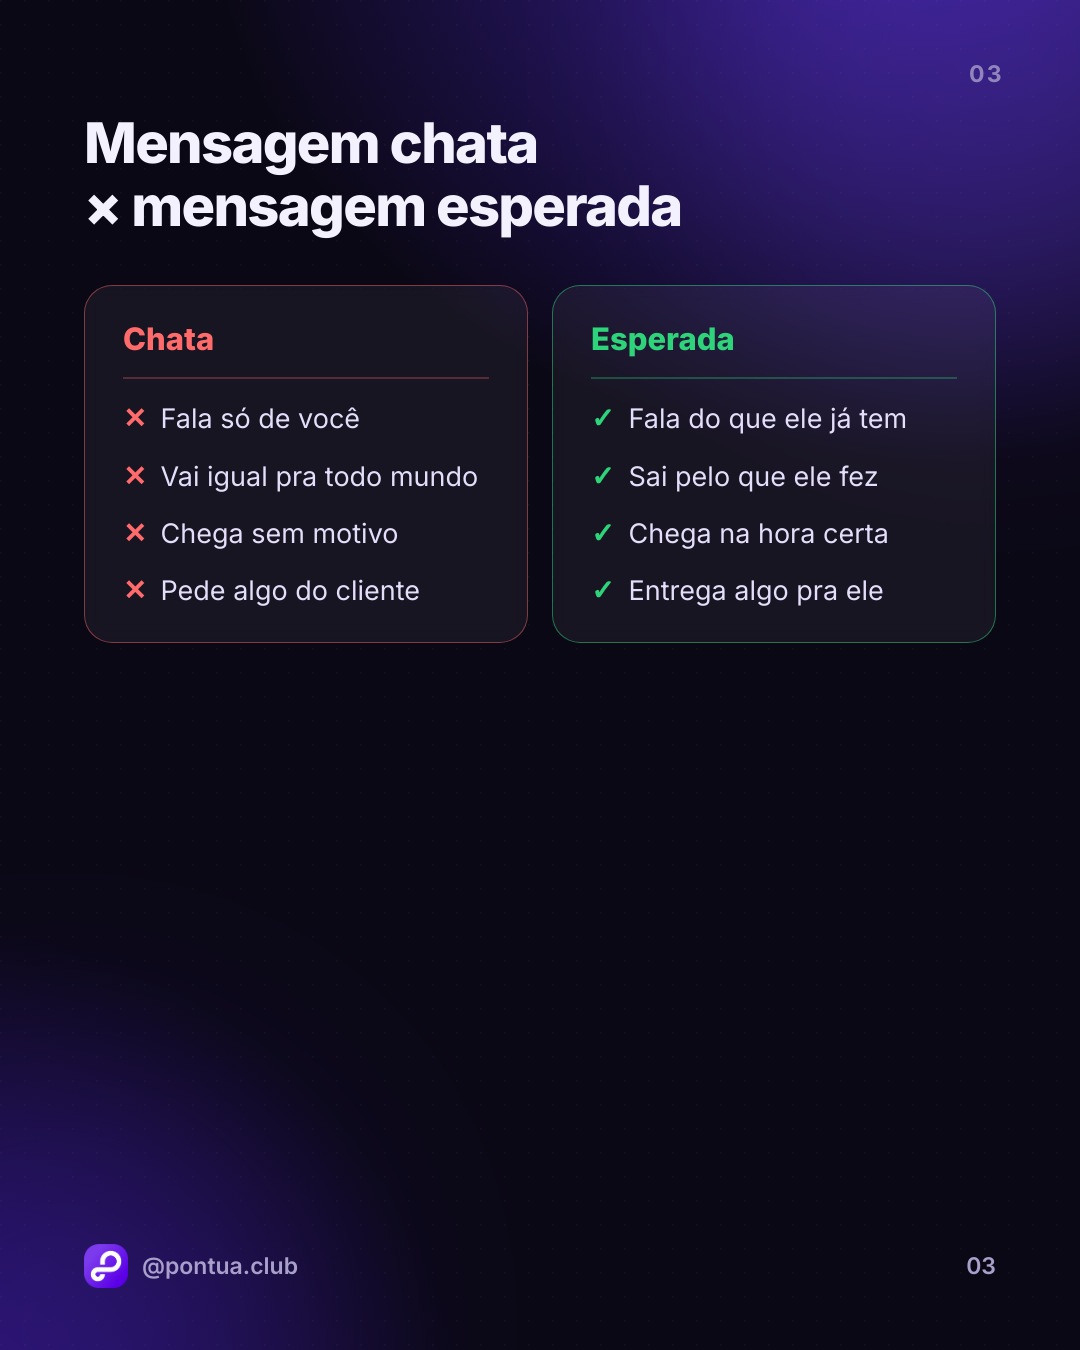 03
Mensagem chata
× mensagem esperada
Chata
✕ Fala só de você
✕ Vai igual pra todo mundo
✕ Chega sem motivo
✕ Pede algo do cliente
Esperada
✓ Fala do que ele já tem
✓ Sai pelo que ele fez
✓ Chega na hora certa
✓ Entrega algo pra ele
@pontua.club
03